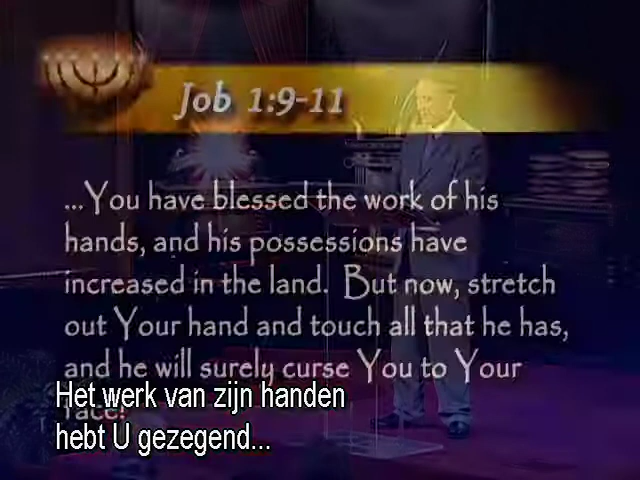 Job 1:9-11
...You have blessed the work of his
hands, and his possessions have
increased in the land. But now, stretch
out Your hand and touch all that he has,
and he will surely curse You to Your
face!
Het werk van zijn handen
hebt U gezegend...